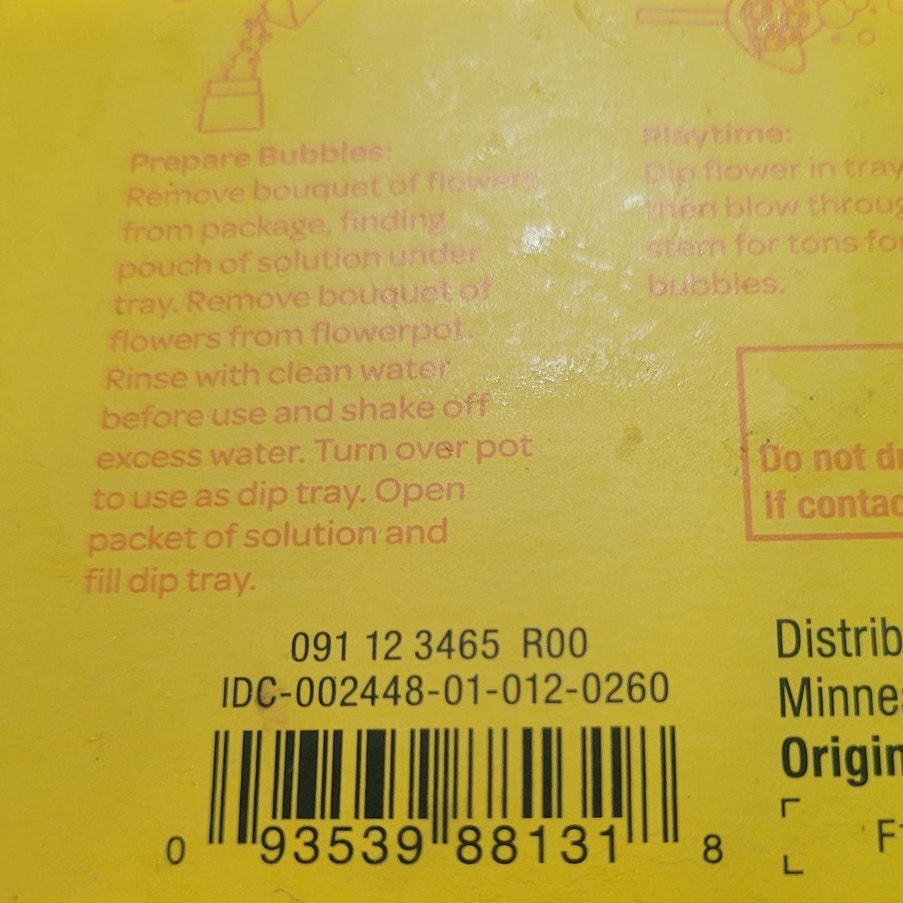 Prepare Bubbles:
Remove bouquet of flowers
from package, finding
pouch of solution under
tray. Remove bouquet of
flowers from flowerpot.
Rinse with clean water
before use and shake off
excess water. Turn over pot
to use as dip tray. Open
packet of solution and
fill dip tray.
Playtime:
Dip flower in tray
then blow throug
stem for tons fo
bubbles.
Do not d
If contac
091 12 3465 R00
IDC-002448-01-012-0260
0 93539 88131 8
Distrib
Minne
Origin
F